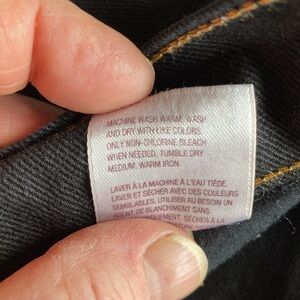 MACHINE WASH WARM, WASH
AND DRY WITH LIKE COLORS.
ONLY NON-CHLORINE BLEACH
WHEN NEEDED. TUMBLE DRY
MEDIUM. WARM IRON.
LAVER À LA MACHINE À L'EAU TIÈDE.
LAVER ET SÉCHER AVEC DES COULEURS
SEMBLABLES. UTILISER AU BESOIN UN
AGENT DE BLANCHIMENT SANS
SÉCHER À LA